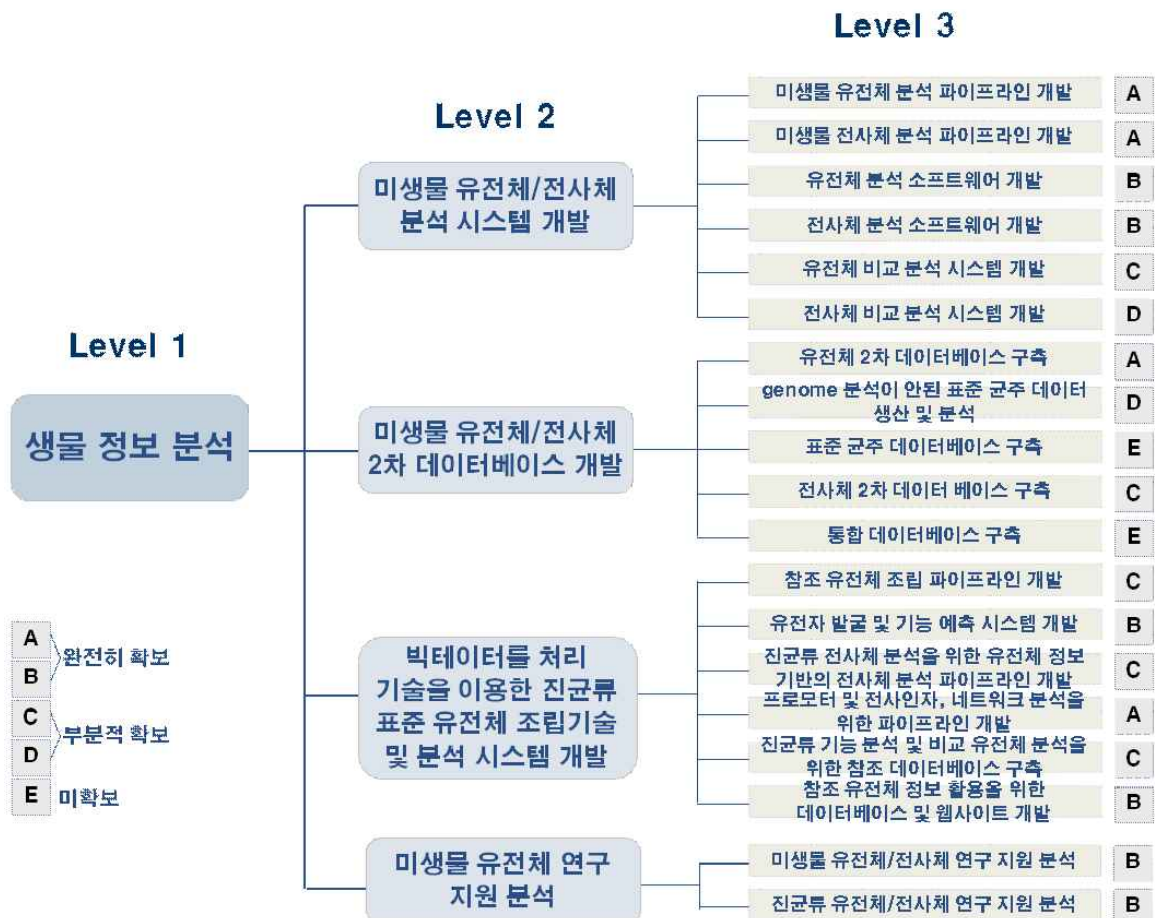 Level 3
Level 2
Level 1
생물 정보 분석
미생물 유전체/전사체
분석 시스템 개발
미생물 유전체 분석 파이프라인 개발
A
미생물 전사체 분석 파이프라인 개발
A
유전체 분석 소프트웨어 개발
B
전사체 분석 소프트웨어 개발
B
유전체 비교 분석 시스템 개발
C
전사체 비교 분석 시스템 개발
D
미생물 유전체/전사체
2차 데이터베이스 개발
유전체 2차 데이터베이스 구축
A
genome 분석이 안된 표준 균주 데이터
생산 및 분석
D
표준 균주 데이터베이스 구축
E
전사체 2차 데이터 베이스 구축
C
통합 데이터베이스 구축
E
빅테이터를 처리
기술을 이용한 진균류
표준 유전체 조립기술
및 분석 시스템 개발
참조 유전체 조립 파이프라인 개발
C
유전자 발굴 및 기능 예측 시스템 개발
B
진균류 전사체 분석을 위한 유전체 정보
기반의 전사체 분석 파이프라인 개발
C
프로모터 및 전사인자, 네트워크 분석을
위한 파이프라인 개발
A
진균류 기능 분석 및 비교 유전체 분석을
위한 참조 데이터베이스 구축
C
참조 유전체 정보 활용을 위한
데이터베이스 및 웹사이트 개발
B
미생물 유전체 연구
지원 분석
미생물 유전체/전사체 연구 지원 분석
B
진균류 유전체/전사체 연구 지원 분석
B
A
B
완전히 확보
C
D
부분적 확보
E 미확보